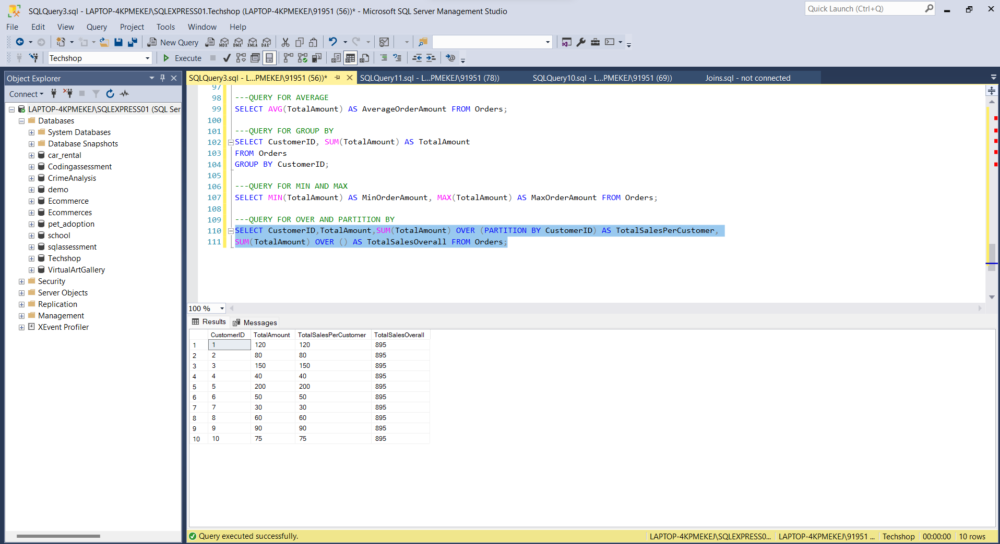 SQLQuery3.sql - LAPTOP-4KPMEKEJ\SQLEXPRESS01.Techshop (LAPTOP-4KPMEKEJ\91951 (56))* - Microsoft SQL Server Management Studio
Quick Launch (Ctrl+Q)
File Edit View Query Project Tools Window Help
New Query MDX DMX XMLA DAX
Techshop Execute
Object Explorer
Connect
LAPTOP-4KPMEKEJ\SQLEXPRESS01 (SQL Ser
Databases
System Databases
Database Snapshots
car_rental
Codingassessment
CrimeAnalysis
demo
Ecommerce
Ecommerces
pet_adoption
school
sqlassessment
Techshop
VirtualArtGallery
Security
Server Objects
Replication
Management
XEvent Profiler
SQLQuery3.sql - L...PMEKEJ\91951 (56))* SQLQuery11.sql - L...PMEKEJ\91951 (78)) SQLQuery10.sql - L...PMEKEJ\91951 (69)) Joins.sql - not connected
97
98 ---QUERY FOR AVERAGE
99 SELECT AVG(TotalAmount) AS AverageOrderAmount FROM Orders;
100
101 ---QUERY FOR GROUP BY
102 SELECT CustomerID, SUM(TotalAmount) AS TotalAmount
103 FROM Orders
104 GROUP BY CustomerID;
105
106 ---QUERY FOR MIN AND MAX
107 SELECT MIN(TotalAmount) AS MinOrderAmount, MAX(TotalAmount) AS MaxOrderAmount FROM Orders;
108
109 ---QUERY FOR OVER AND PARTITION BY
110 SELECT CustomerID,TotalAmount,SUM(TotalAmount) OVER (PARTITION BY CustomerID) AS TotalSalesPerCustomer,
111 SUM(TotalAmount) OVER () AS TotalSalesOverall FROM Orders;
100 %
Results Messages
CustomerID TotalAmount TotalSalesPerCustomer TotalSalesOverall
1 1 120 120 895
2 2 80 80 895
3 3 150 150 895
4 4 40 40 895
5 5 200 200 895
6 6 50 50 895
7 7 30 30 895
8 8 60 60 895
9 9 90 90 895
10 10 75 75 895
Query executed successfully. LAPTOP-4KPMEKEJ\SQLEXPRESS0... LAPTOP-4KPMEKEJ\91951 ... Techshop 00:00:00 10 rows